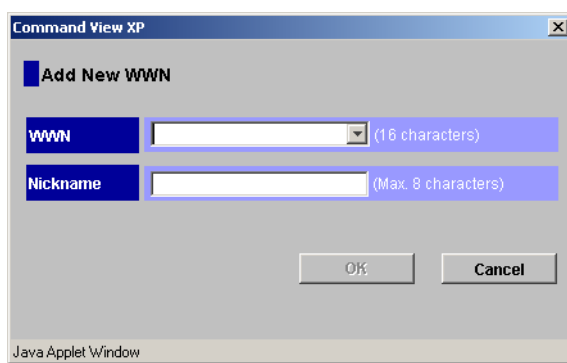 Command View XP
Add New WWN
WWN (16 characters)
Nickname (Max. 8 characters)
OK Cancel
Java Applet Window